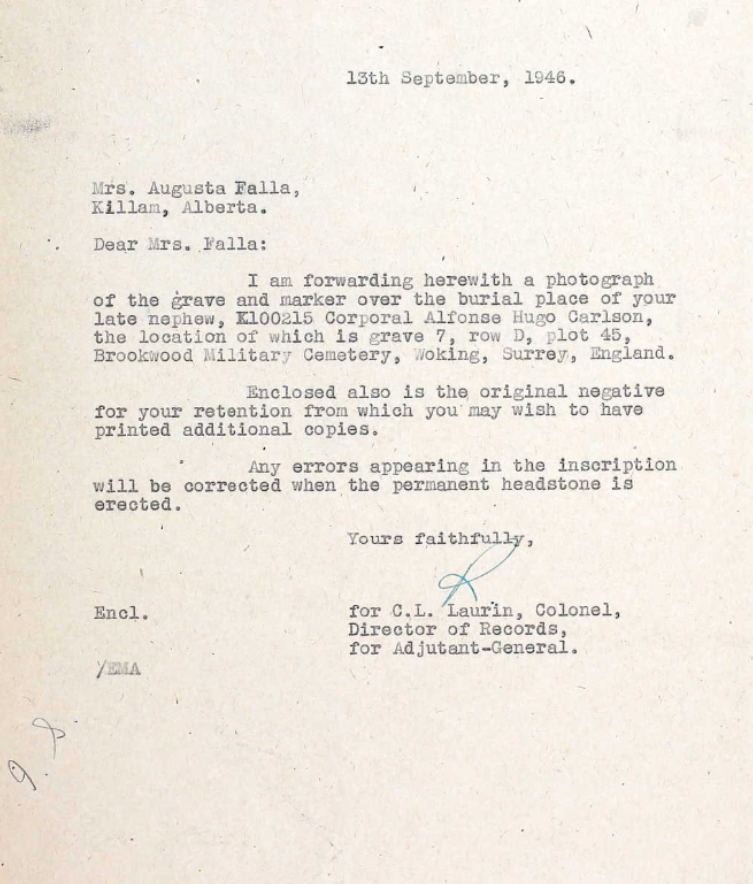 13th September, 1946.
Mrs. Augusta Falla,
Killam, Alberta.
Dear Mrs. Falla:
I am forwarding herewith a photograph
of the grave and marker over the burial place of your
late nephew, K100215 Corporal Alfonse Hugo Carlson,
the location of which is grave 7, row D, plot 45,
Brookwood Military Cemetery, Woking, Surrey, England.
Enclosed also is the original negative
for your retention from which you may wish to have
printed additional copies.
Any errors appearing in the inscription
will be corrected when the permanent headstone is
erected.
Yours faithfully,
Encl.
for C.L. Laurin, Colonel,
Director of Records,
for Adjutant-General.
/EMA